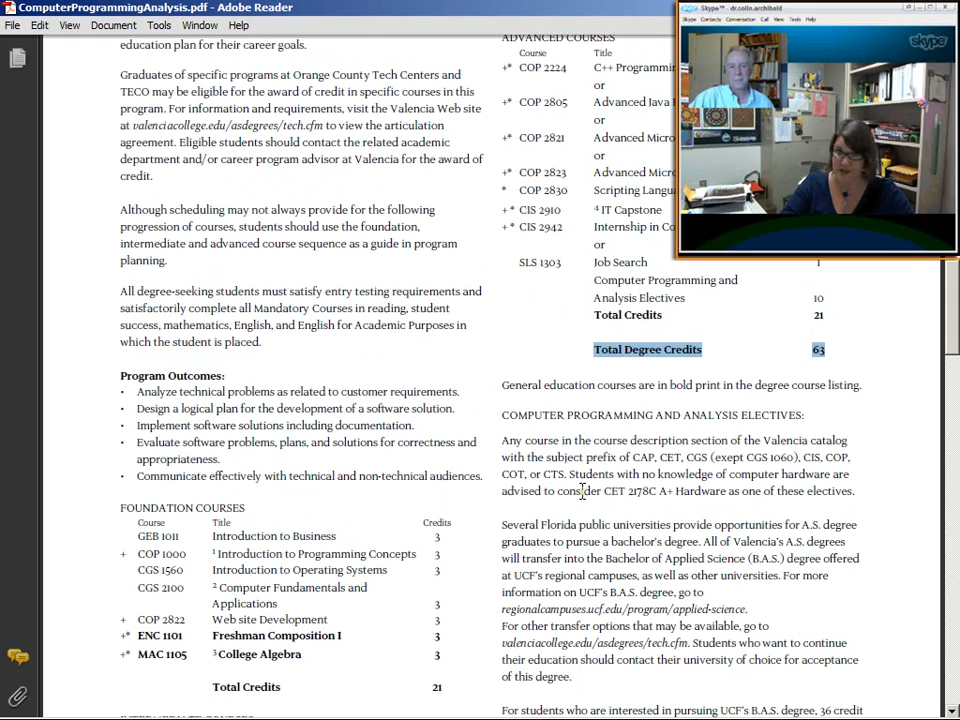 ComputerProgrammingAnalysis.pdf - Adobe Reader
File Edit View Document Tools Window Help
education plan for their career goals.
Graduates of specific programs at Orange County Tech Centers and
TECO may be eligible for the award of credit in specific courses in this
program. For information and requirements, visit the Valencia Web site
at valenciacollege.edu/asdegrees/tech.cfm to view the articulation
agreement. Eligible students should contact the related academic
department and/or career program advisor at Valencia for the award of
credit.
Although scheduling may not always provide for the following
progression of courses, students should use the foundation,
intermediate and advanced course sequence as a guide in program
planning.
All degree-seeking students must satisfy entry testing requirements and
satisfactorily complete all Mandatory Courses in reading, student
success, mathematics, English, and English for Academic Purposes in
which the student is placed.
Program Outcomes:
• Analyze technical problems as related to customer requirements.
• Design a logical plan for the development of a software solution.
• Implement software solutions including documentation.
• Evaluate software problems, plans, and solutions for correctness and
appropriateness.
• Communicate effectively with technical and non-technical audiences.
FOUNDATION COURSES
Course Title Credits
GEB 1011 Introduction to Business 3
+ COP 1000 1 Introduction to Programming Concepts 3
CGS 1560 Introduction to Operating Systems 3
CGS 2100 2 Computer Fundamentals and
Applications 3
+ COP 2822 Web site Development 3
+* ENC 1101 Freshman Composition I 3
+* MAC 1105 3 College Algebra 3
Total Credits 21
ADVANCED COURSES
Course Title
+* COP 2224 C++ Programmin
+* COP 2805 Advanced Java
or
+* COP 2821 Advanced Micro
or
+* COP 2823 Advanced Micro
* COP 2830 Scripting Langu
+* CIS 2910 4 IT Capstone
+* CIS 2942 Internship in Co
or
SLS 1303 Job Search 1
Computer Programming and
Analysis Electives 10
Total Credits 21
Total Degree Credits 63
General education courses are in bold print in the degree course listing.
COMPUTER PROGRAMMING AND ANALYSIS ELECTIVES:
Any course in the course description section of the Valencia catalog
with the subject prefix of CAP, CET, CGS (exept CGS 1060), CIS, COP,
COT, or CTS. Students with no knowledge of computer hardware are
advised to consider CET 2178C A+ Hardware as one of these electives.
Several Florida public universities provide opportunities for A.S. degree
graduates to pursue a bachelor's degree. All of Valencia's A.S. degrees
will transfer into the Bachelor of Applied Science (B.A.S.) degree offered
at UCF's regional campuses, as well as other universities. For more
information on UCF's B.A.S. degree, go to
regionalcampuses.ucf.edu/program/applied-science.
For other transfer options that may be available, go to
valenciacollege.edu/asdegrees/tech.cfm. Students who want to continue
their education should contact their university of choice for acceptance
of this degree.
For students who are interested in pursuing UCF's B.A.S. degree, 36 credit
Skype™ - dr.colin.archibald
Skype Contacts Conversation Call View Tools Help
skype